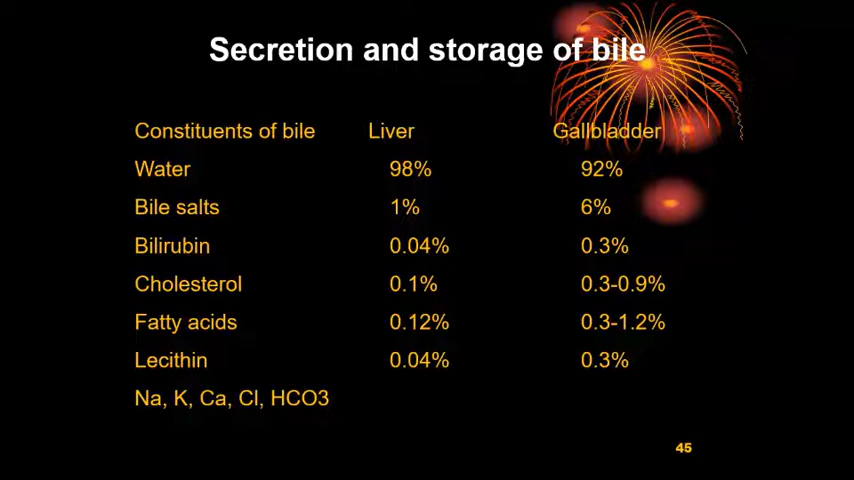 Secretion and storage of bile
Constituents of bile Liver Gallbladder
Water 98% 92%
Bile salts 1% 6%
Bilirubin 0.04% 0.3%
Cholesterol 0.1% 0.3-0.9%
Fatty acids 0.12% 0.3-1.2%
Lecithin 0.04% 0.3%
Na, K, Ca, Cl, HCO3
45